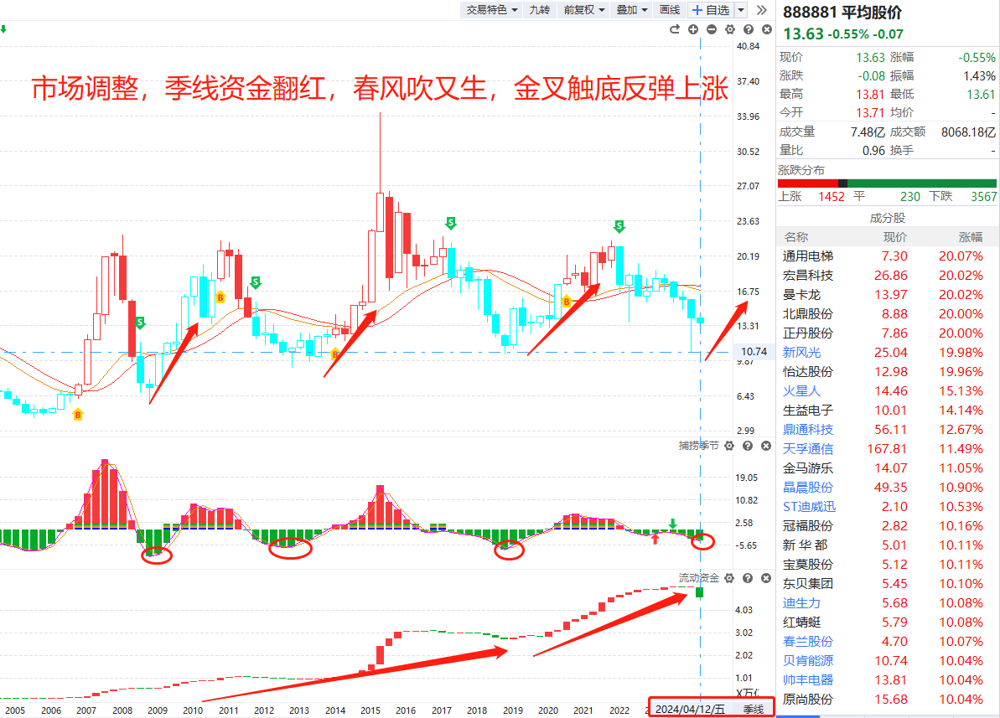 交易特色 九转 前复权 叠加 画线 自选
888881 平均股价
13.63 -0.55% -0.07
现价 13.63 涨幅 -0.55%
涨跌 -0.08 振幅 1.43%
最高 13.81 最低 13.61
今开 13.71 均价 -
成交量 7.48亿 成交额 8068.18亿
量比 0.96 换手 -
涨跌分布
上涨 1452 平 230 下跌 3567
成分股
名称 现价 涨幅
通用电梯 7.30 20.07%
宏昌科技 26.86 20.02%
曼卡龙 13.97 20.02%
北鼎股份 8.88 20.00%
正丹股份 7.86 20.00%
新风光 25.04 19.98%
怡达股份 12.98 19.96%
火星人 14.46 15.13%
生益电子 10.01 14.14%
鼎通科技 56.11 12.67%
天孚通信 167.81 11.49%
金马游乐 14.07 11.05%
晶晨股份 49.35 10.90%
ST迪威迅 2.10 10.53%
冠福股份 2.82 10.16%
新 华 都 5.01 10.11%
宝莫股份 5.12 10.11%
东贝集团 5.45 10.10%
迪生力 5.68 10.08%
红蜻蜓 5.79 10.08%
春兰股份 4.70 10.07%
贝肯能源 10.74 10.04%
帅丰电器 13.81 10.04%
原尚股份 15.68 10.04%
市场调整，季线资金翻红，春风吹又生，金叉触底反弹上涨
40.84
37.40
33.96
30.52
27.07
23.63
20.19
16.75
13.31
10.74
9.87
6.43
2.99
S
S
S
S
B
B
B
B
捕捞季节
19.05
10.82
2.58
-5.65
流动资金
4.03
3.02
2.02
1.01
X万亿
2005 2006 2007 2008 2009 2010 2011 2012 2013 2014 2015 2016 2017 2018 2019 2020 2021 2022 2024/04/12/五 季线